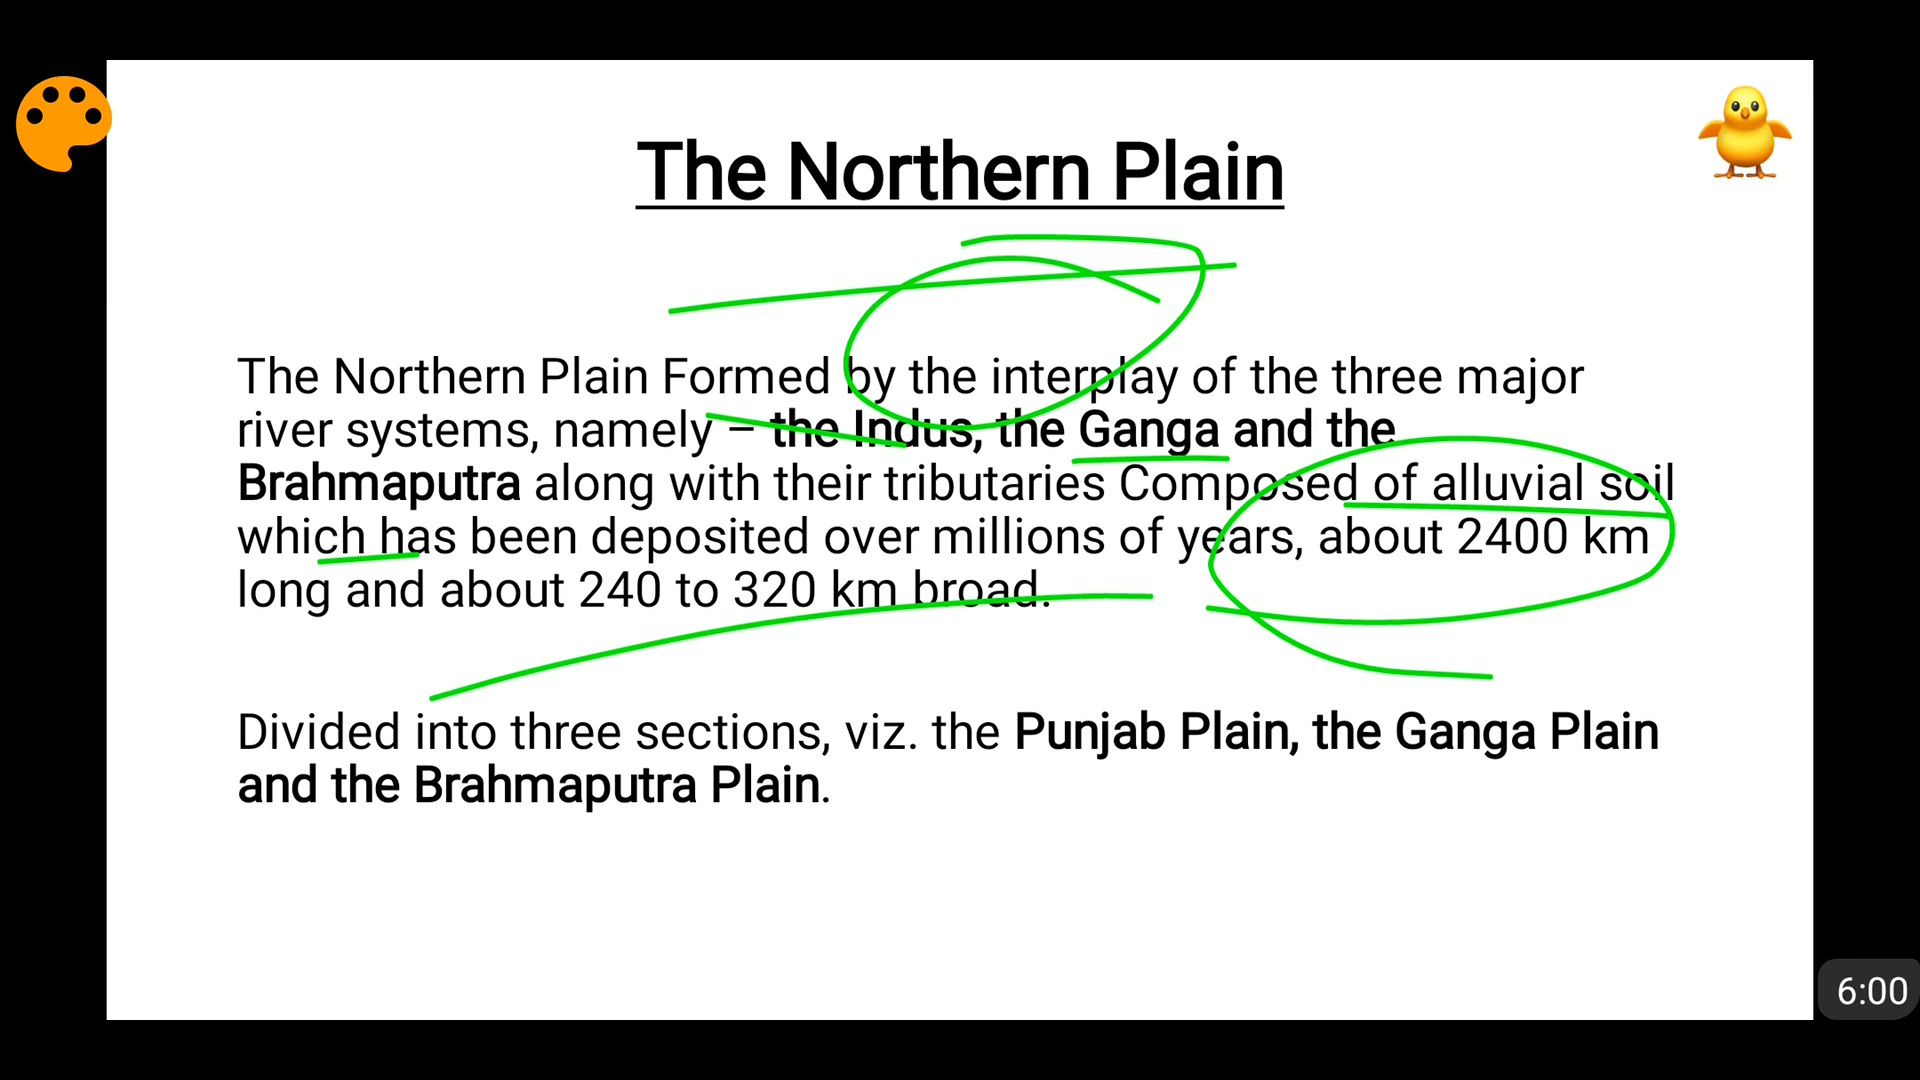 The Northern Plain
The Northern Plain Formed by the interplay of the three major
river systems, namely – the Indus, the Ganga and the
Brahmaputra along with their tributaries Composed of alluvial soil
which has been deposited over millions of years, about 2400 km
long and about 240 to 320 km broad.
Divided into three sections, viz. the Punjab Plain, the Ganga Plain
and the Brahmaputra Plain.
6:00